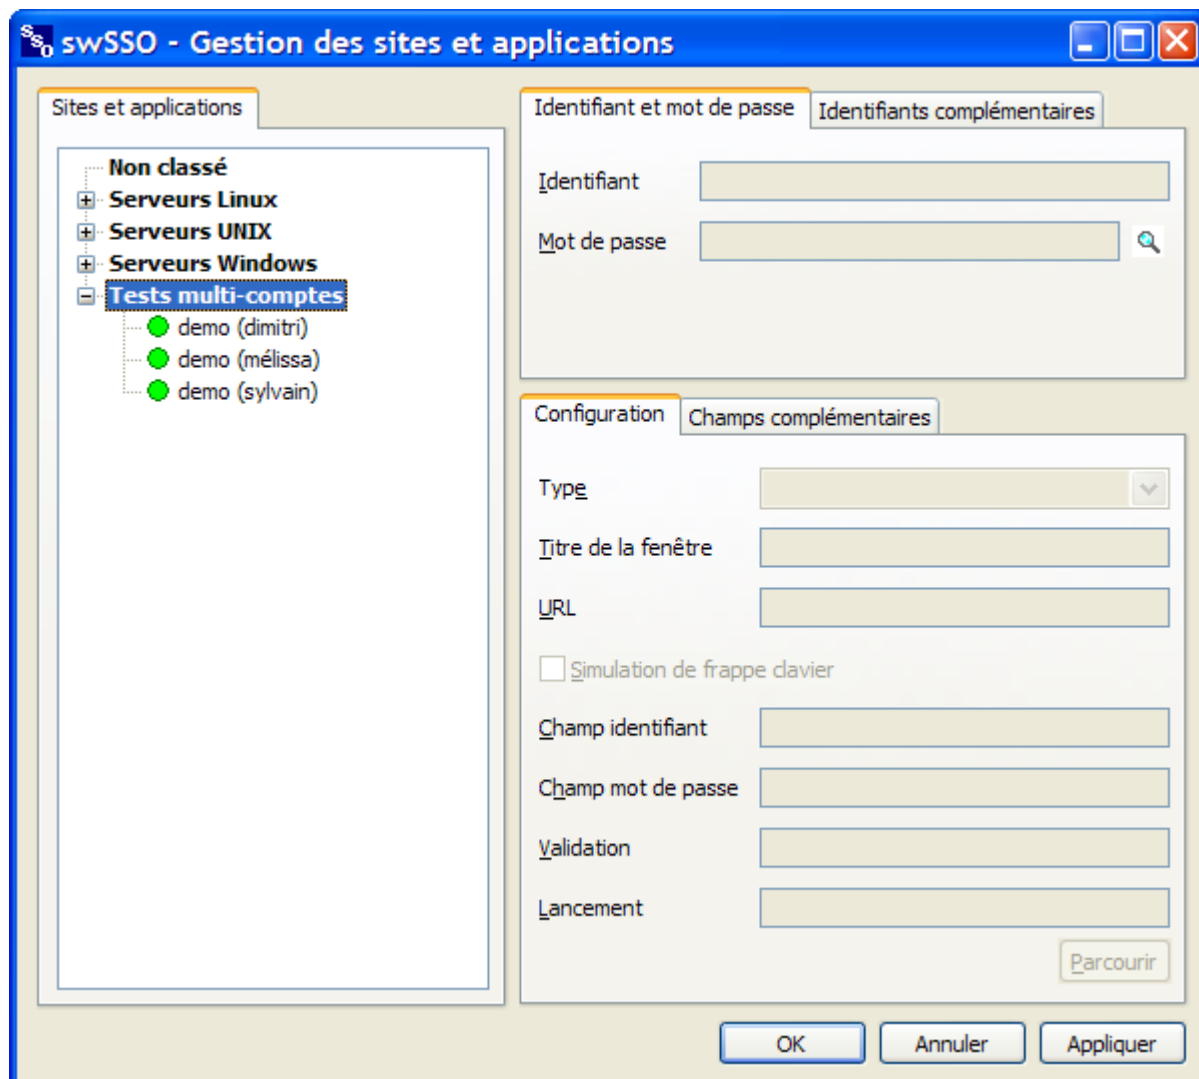 SSO swSSO - Gestion des sites et applications
Sites et applications
Non classé
Serveurs Linux
Serveurs UNIX
Serveurs Windows
Tests multi-comptes
demo (dimitri)
demo (mélissa)
demo (sylvain)
Identifiant et mot de passe
Identifiants complémentaires
Identifiant
Mot de passe
Configuration
Champs complémentaires
Type
Titre de la fenêtre
URL
Simulation de frappe clavier
Champ identifiant
Champ mot de passe
Validation
Lancement
Parcourir
OK
Annuler
Appliquer